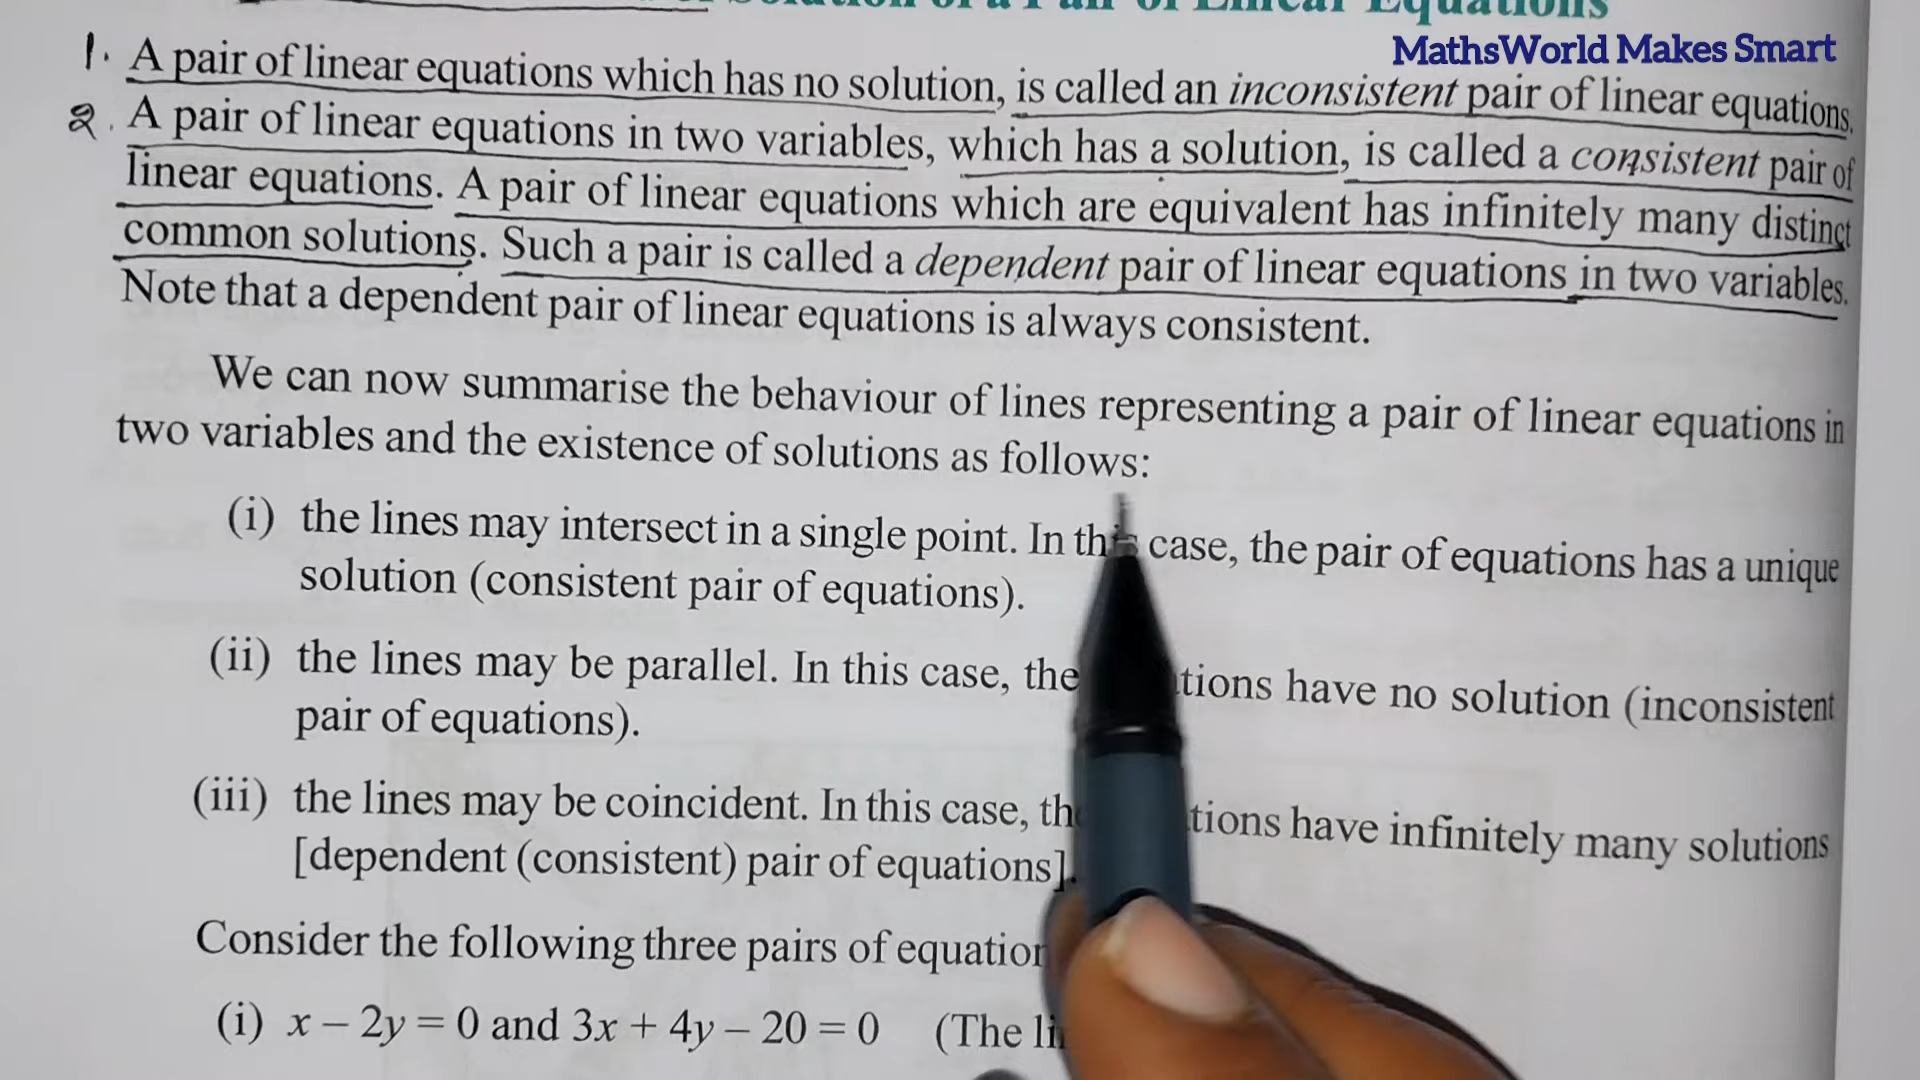 of a Pair of Linear Equations
MathsWorld Makes Smart
1. A pair of linear equations which has no solution, is called an inconsistent pair of linear equations.
2. A pair of linear equations in two variables, which has a solution, is called a consistent pair of
linear equations. A pair of linear equations which are equivalent has infinitely many distinct
common solutions. Such a pair is called a dependent pair of linear equations in two variables.
Note that a dependent pair of linear equations is always consistent.
We can now summarise the behaviour of lines representing a pair of linear equations in
two variables and the existence of solutions as follows:
(i) the lines may intersect in a single point. In this case, the pair of equations has a unique
solution (consistent pair of equations).
(ii) the lines may be parallel. In this case, the tions have no solution (inconsistent
pair of equations).
(iii) the lines may be coincident. In this case, th tions have infinitely many solutions
[dependent (consistent) pair of equations].
Consider the following three pairs of equation
(i) x – 2y = 0 and 3x + 4y – 20 = 0 (The li